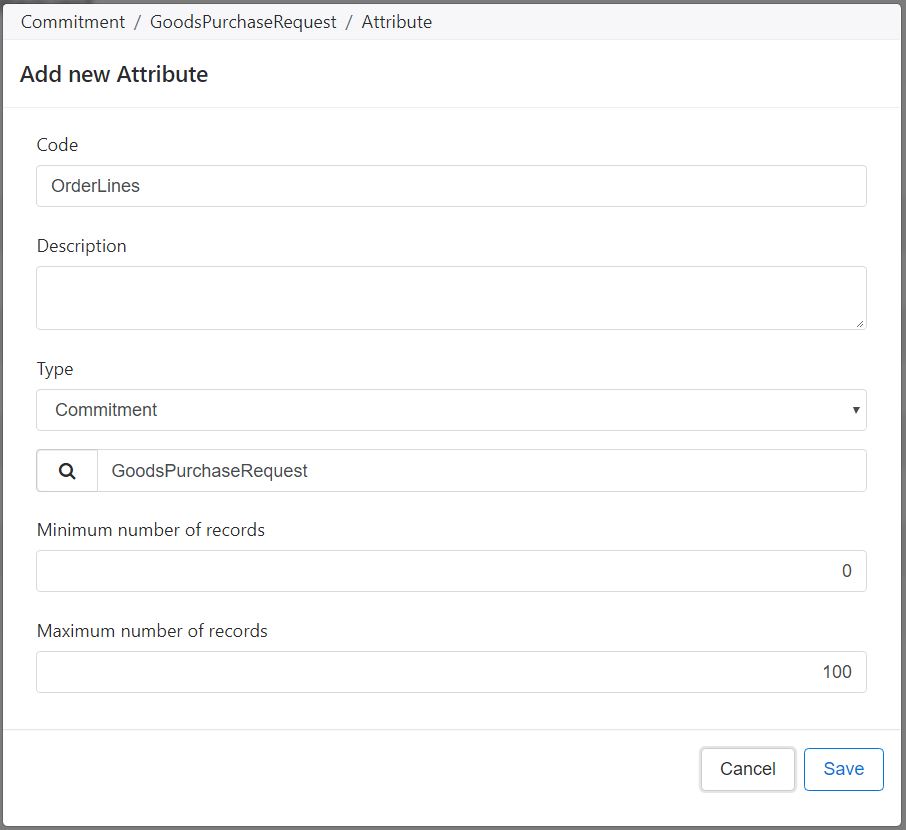 Commitment / GoodsPurchaseRequest / Attribute
Add new Attribute
Code
OrderLines
Description
Type
Commitment
GoodsPurchaseRequest
Minimum number of records
0
Maximum number of records
100
Cancel Save